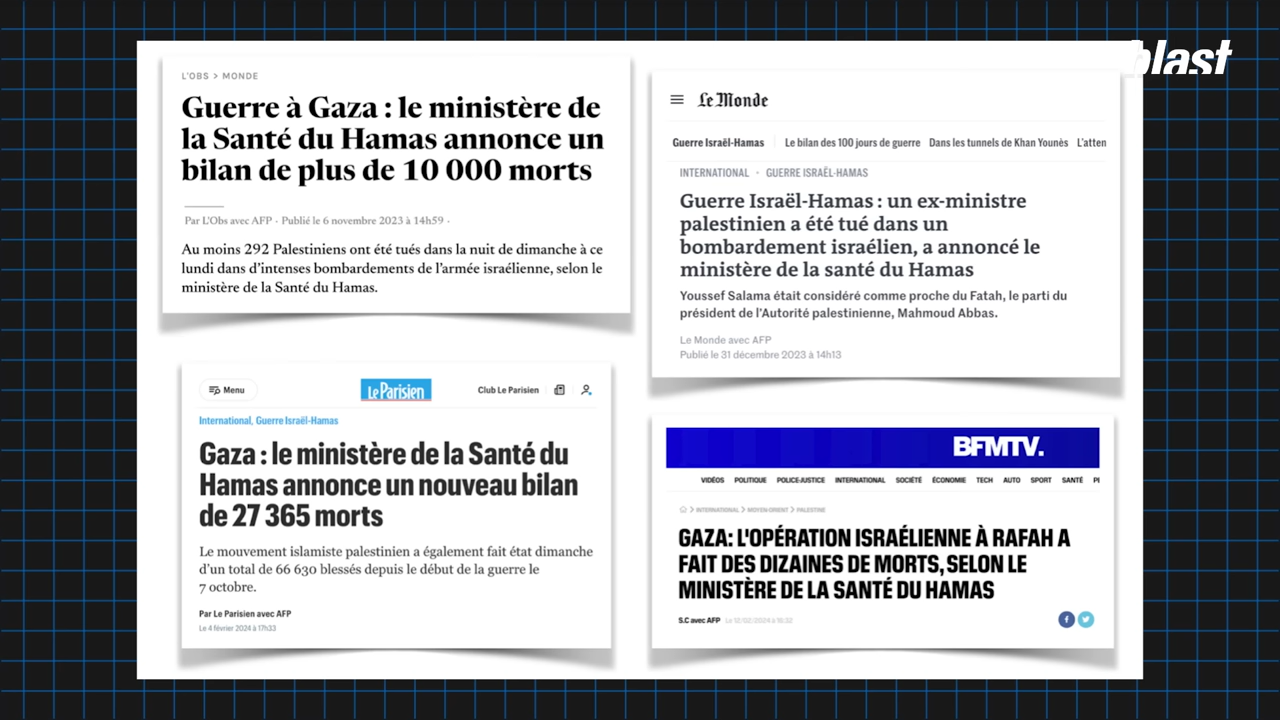 blast
L'OBS > MONDE
Guerre à Gaza : le ministère de
la Santé du Hamas annonce un
bilan de plus de 10 000 morts
Par L'Obs avec AFP · Publié le 6 novembre 2023 à 14h59 ·
Au moins 292 Palestiniens ont été tués dans la nuit de dimanche à ce
lundi dans d'intenses bombardements de l'armée israélienne, selon le
ministère de la Santé du Hamas.
Le Monde
Guerre Israël-Hamas Le bilan des 100 jours de guerre Dans les tunnels de Khan Younès L'atten
INTERNATIONAL • GUERRE ISRAËL-HAMAS
Guerre Israël-Hamas : un ex-ministre
palestinien a été tué dans un
bombardement israélien, a annoncé le
ministère de la santé du Hamas
Youssef Salama était considéré comme proche du Fatah, le parti du
président de l'Autorité palestinienne, Mahmoud Abbas.
Le Monde avec AFP
Publié le 31 décembre 2023 à 14h13
Menu Le Parisien Club Le Parisien
International, Guerre Israël-Hamas
Gaza : le ministère de la Santé du
Hamas annonce un nouveau bilan
de 27 365 morts
Le mouvement islamiste palestinien a également fait état dimanche
d'un total de 66 630 blessés depuis le début de la guerre le
7 octobre.
Par Le Parisien avec AFP
Le 4 février 2024 à 17h33
BFMTV.
VIDÉOS POLITIQUE POLICE-JUSTICE INTERNATIONAL SOCIÉTÉ ÉCONOMIE TECH AUTO SPORT SANTÉ PI
INTERNATIONAL > MOYEN-ORIENT > PALESTINE
GAZA: L'OPÉRATION ISRAÉLIENNE À RAFAH A
FAIT DES DIZAINES DE MORTS, SELON LE
MINISTÈRE DE LA SANTÉ DU HAMAS
S.C avec AFP Le 12/02/2024 à 16:32